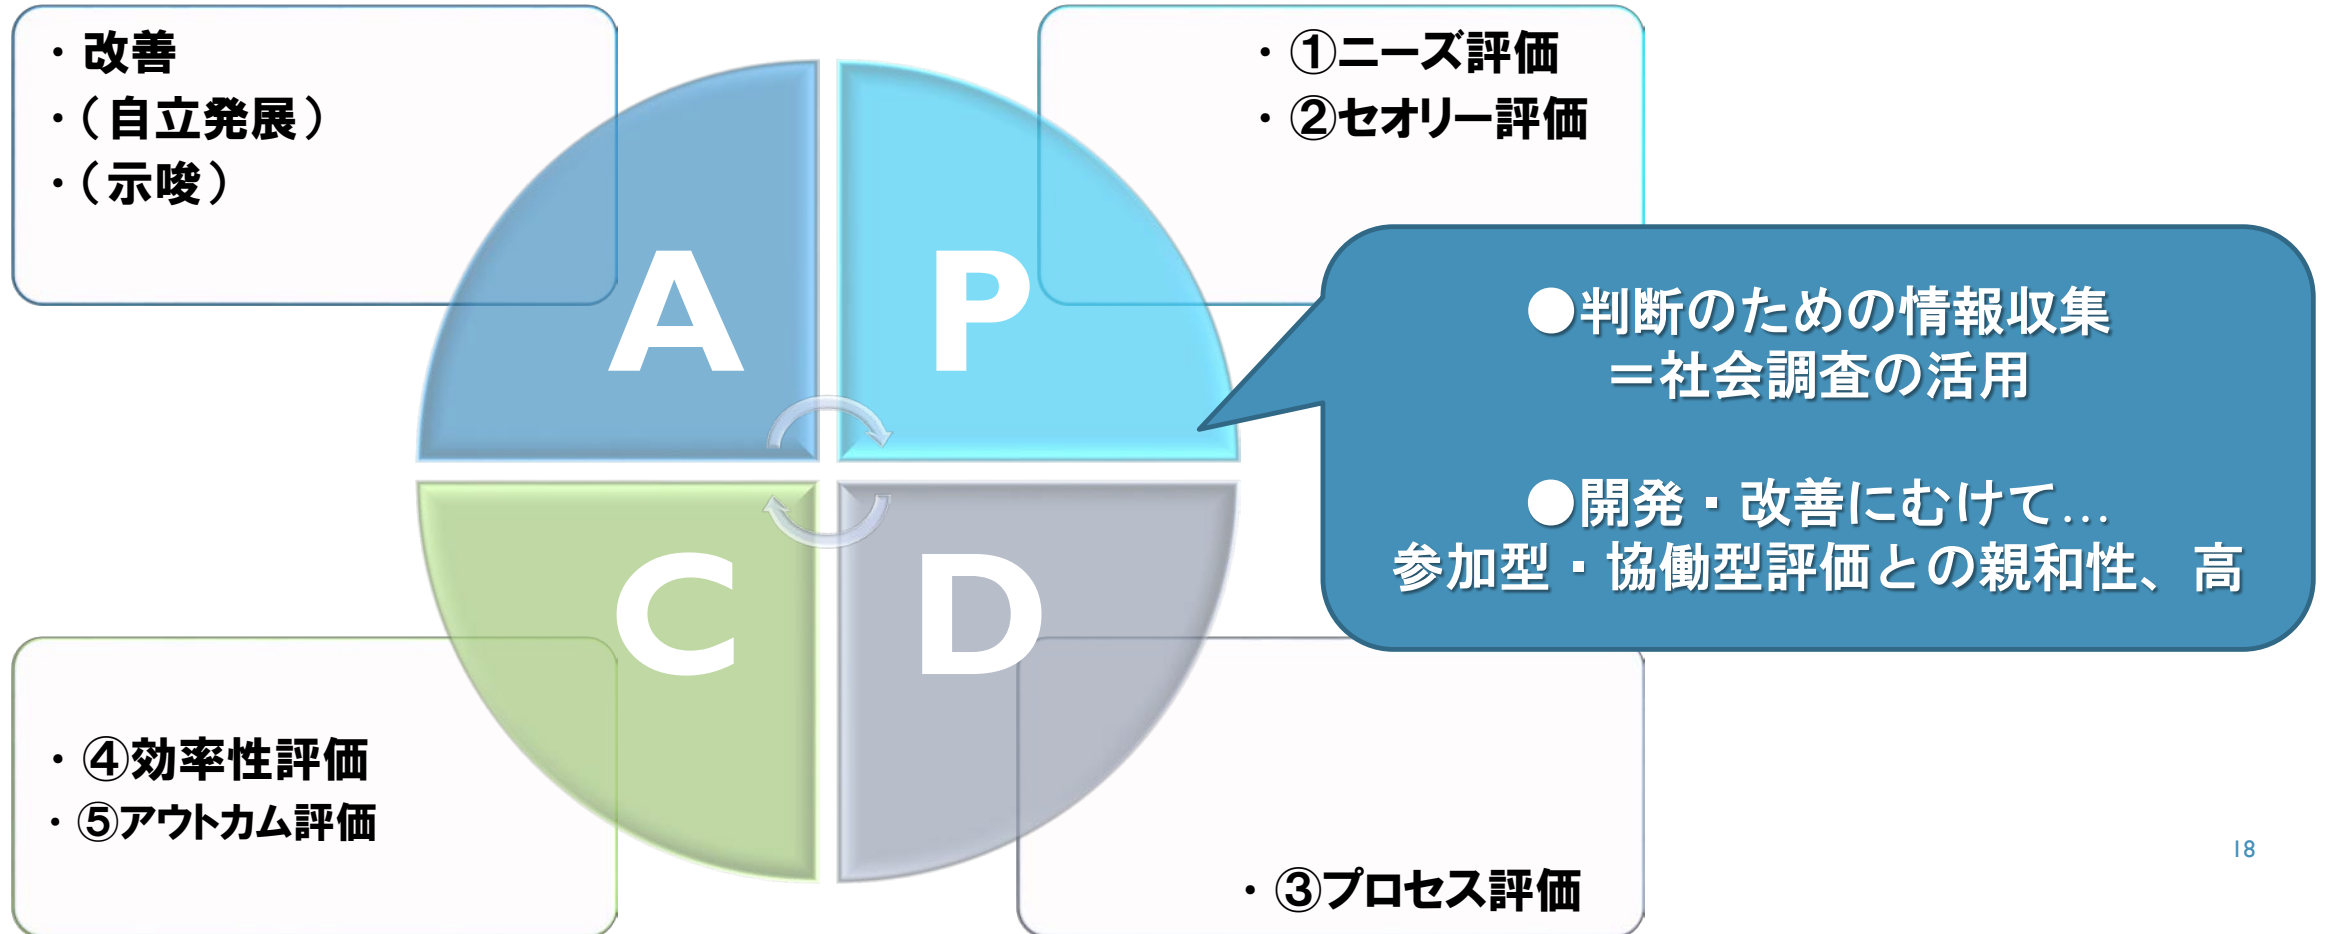 ・改善
・（自立発展）
・（示唆）
・①ニーズ評価
・②セオリー評価
A
P
●判断のための情報収集
＝社会調査の活用
●開発・改善にむけて…
参加型・協働型評価との親和性、高
C
D
・④効率性評価
・⑤アウトカム評価
・③プロセス評価
18